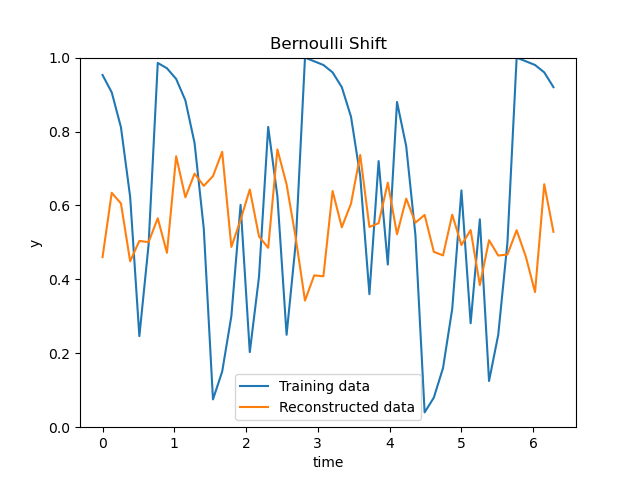 Bernoulli Shift
y
1.0
0.8
0.6
0.4
0.2
0.0
Training data
Reconstructed data
0 1 2 3 4 5 6
time